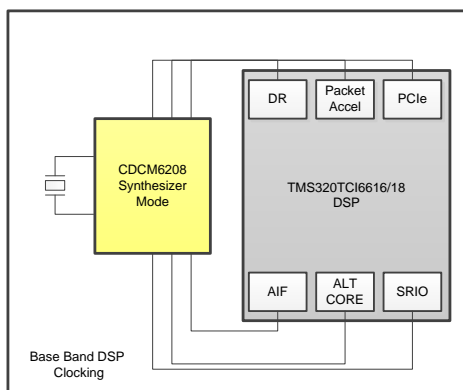 DR
Packet
Accel
PCIe
CDCM6208
Synthesizer
Mode
TMS320TCI6616/18
DSP
AIF
ALT
CORE
SRIO
Base Band DSP
Clocking